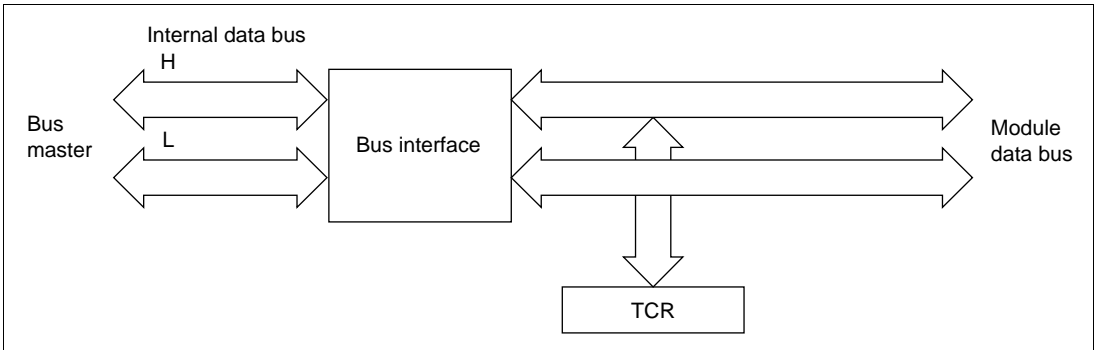 Internal data bus
H
Bus
master
L
Bus interface
Module
data bus
TCR